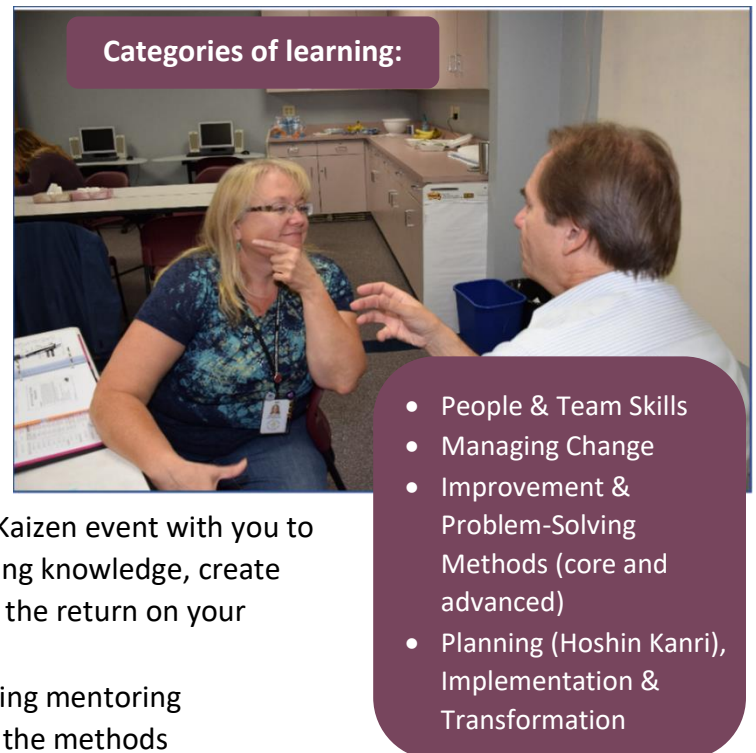 Categories of learning:
• People & Team Skills
• Managing Change
• Improvement &
Problem-Solving
Methods (core and
advanced)
• Planning (Hoshin Kanri),
Implementation &
Transformation
Kaizen event with you to
ing knowledge, create
the return on your
ing mentoring
the methods